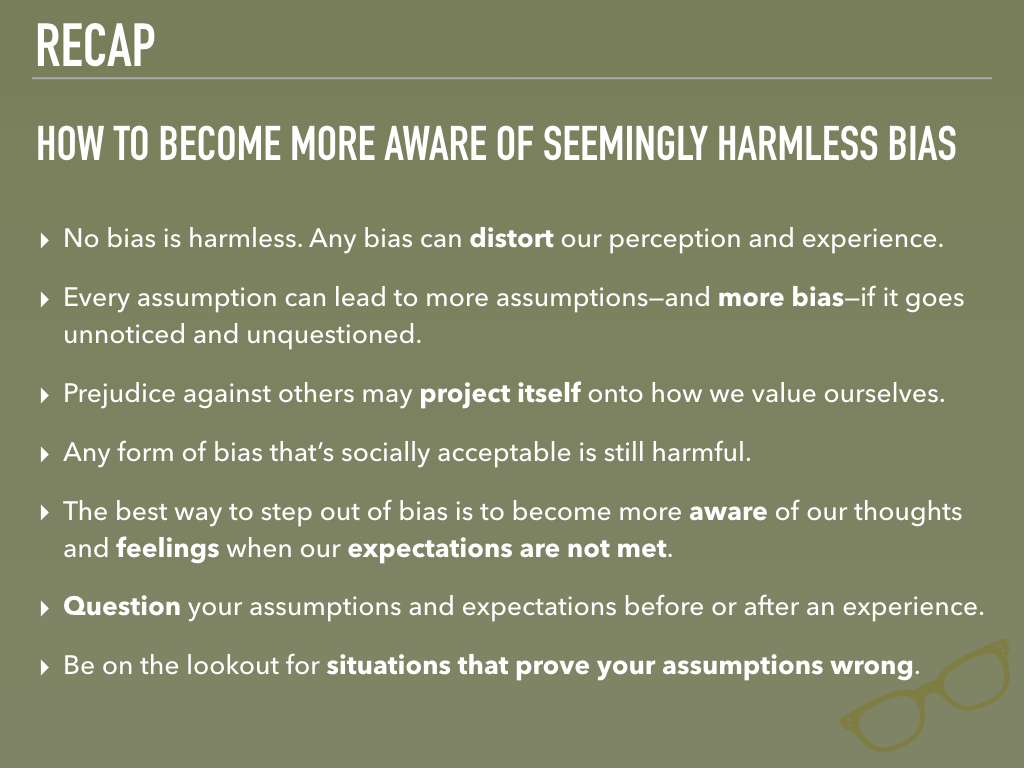 RECAP
HOW TO BECOME MORE AWARE OF SEEMINGLY HARMLESS BIAS
▸ No bias is harmless. Any bias can distort our perception and experience.
▸ Every assumption can lead to more assumptions—and more bias—if it goes
unnoticed and unquestioned.
▸ Prejudice against others may project itself onto how we value ourselves.
▸ Any form of bias that’s socially acceptable is still harmful.
▸ The best way to step out of bias is to become more aware of our thoughts
and feelings when our expectations are not met.
▸ Question your assumptions and expectations before or after an experience.
▸ Be on the lookout for situations that prove your assumptions wrong.